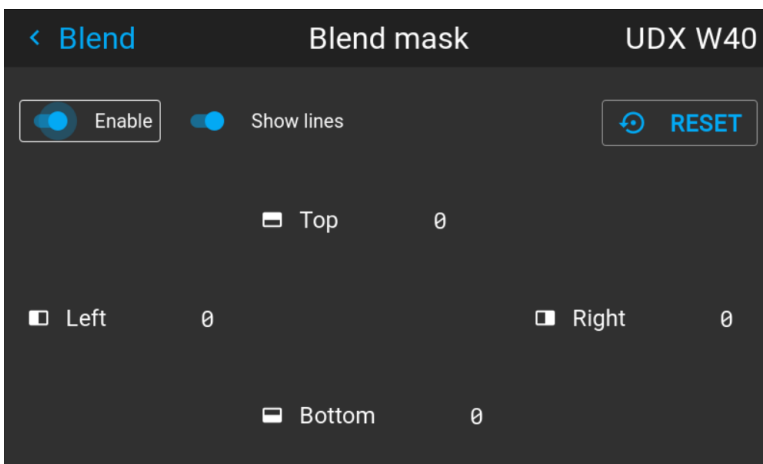 Blend Blend mask UDX W40
Enable Show lines RESET
Top 0
Left 0 Right 0
Bottom 0